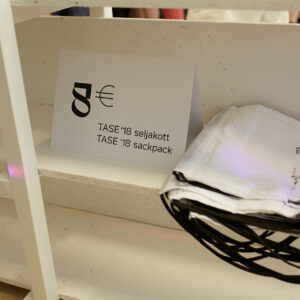 8 €
TASE '18 seljakott
TASE '18 sackpack